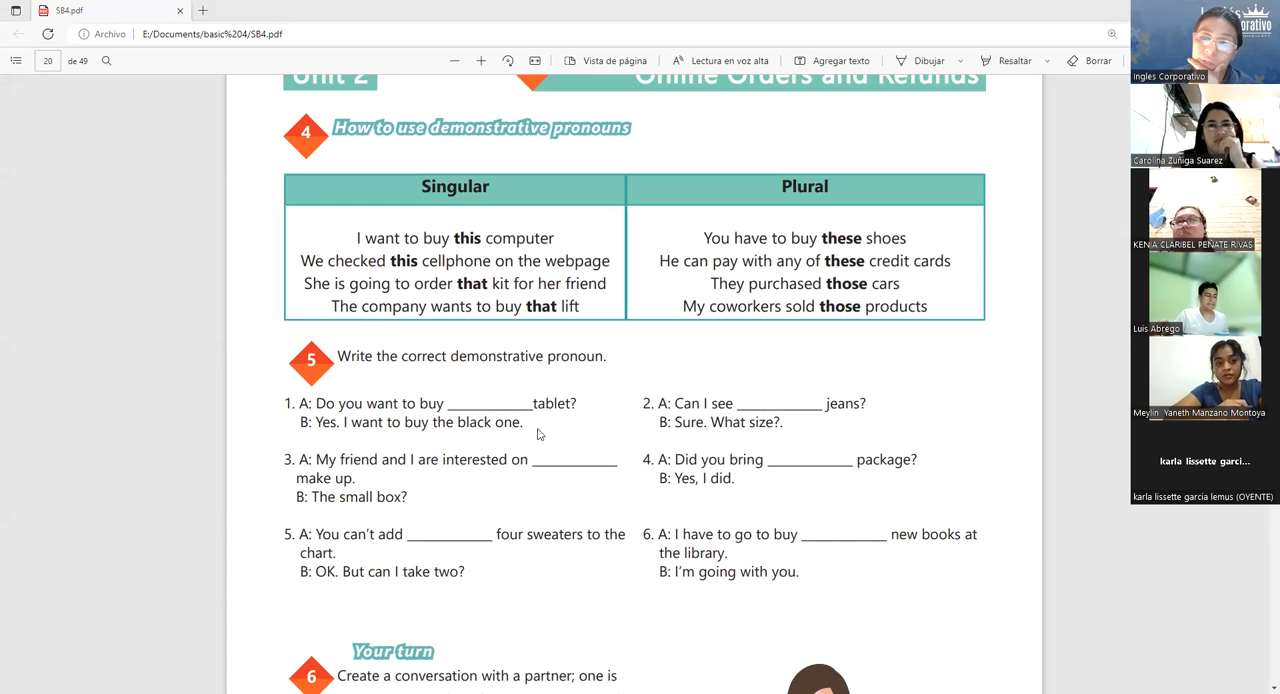 SB4.pdf
Archivo
E:/Documents/basic%204/SB4.pdf
20
de 49
Vista de página
Lectura en voz alta
Agregar texto
Dibujar
Resaltar
Borrar
Unit 2
Online Orders and Refunds
4
How to use demonstrative pronouns
Singular
Plural
I want to buy this computer
We checked this cellphone on the webpage
She is going to order that kit for her friend
The company wants to buy that lift
You have to buy these shoes
He can pay with any of these credit cards
They purchased those cars
My coworkers sold those products
5
Write the correct demonstrative pronoun.
1. A: Do you want to buy __________tablet?
B: Yes. I want to buy the black one.
2. A: Can I see __________ jeans?
B: Sure. What size?.
3. A: My friend and I are interested on __________
make up.
B: The small box?
4. A: Did you bring __________ package?
B: Yes, I did.
5. A: You can't add __________ four sweaters to the
chart.
B: OK. But can I take two?
6. A: I have to go to buy __________ new books at
the library.
B: I'm going with you.
Your turn
6
Create a conversation with a partner; one is
Ingles Corporativo
Carolina Zuñiga Suarez
KENIA CLARIBEL PEÑATE RIVAS
Luis Abrego
Meylin Yaneth Manzano Montoya
karla lissette garci...
karla lissette garcia lemus (OYENTE)